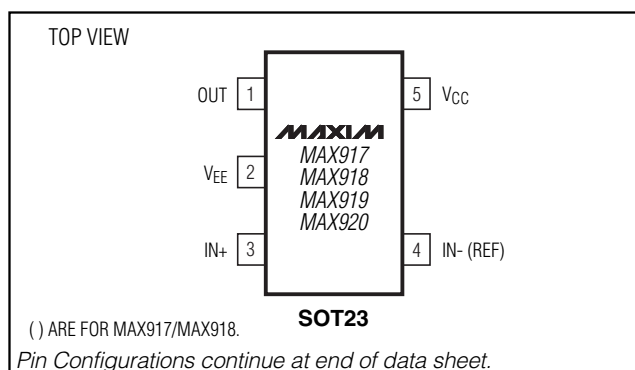 TOP VIEW
OUT 1
5 VCC
MAXIM
MAX917
MAX918
MAX919
MAX920
VEE 2
IN+ 3
4 IN- (REF)
SOT23
( ) ARE FOR MAX917/MAX918.
Pin Configurations continue at end of data sheet.